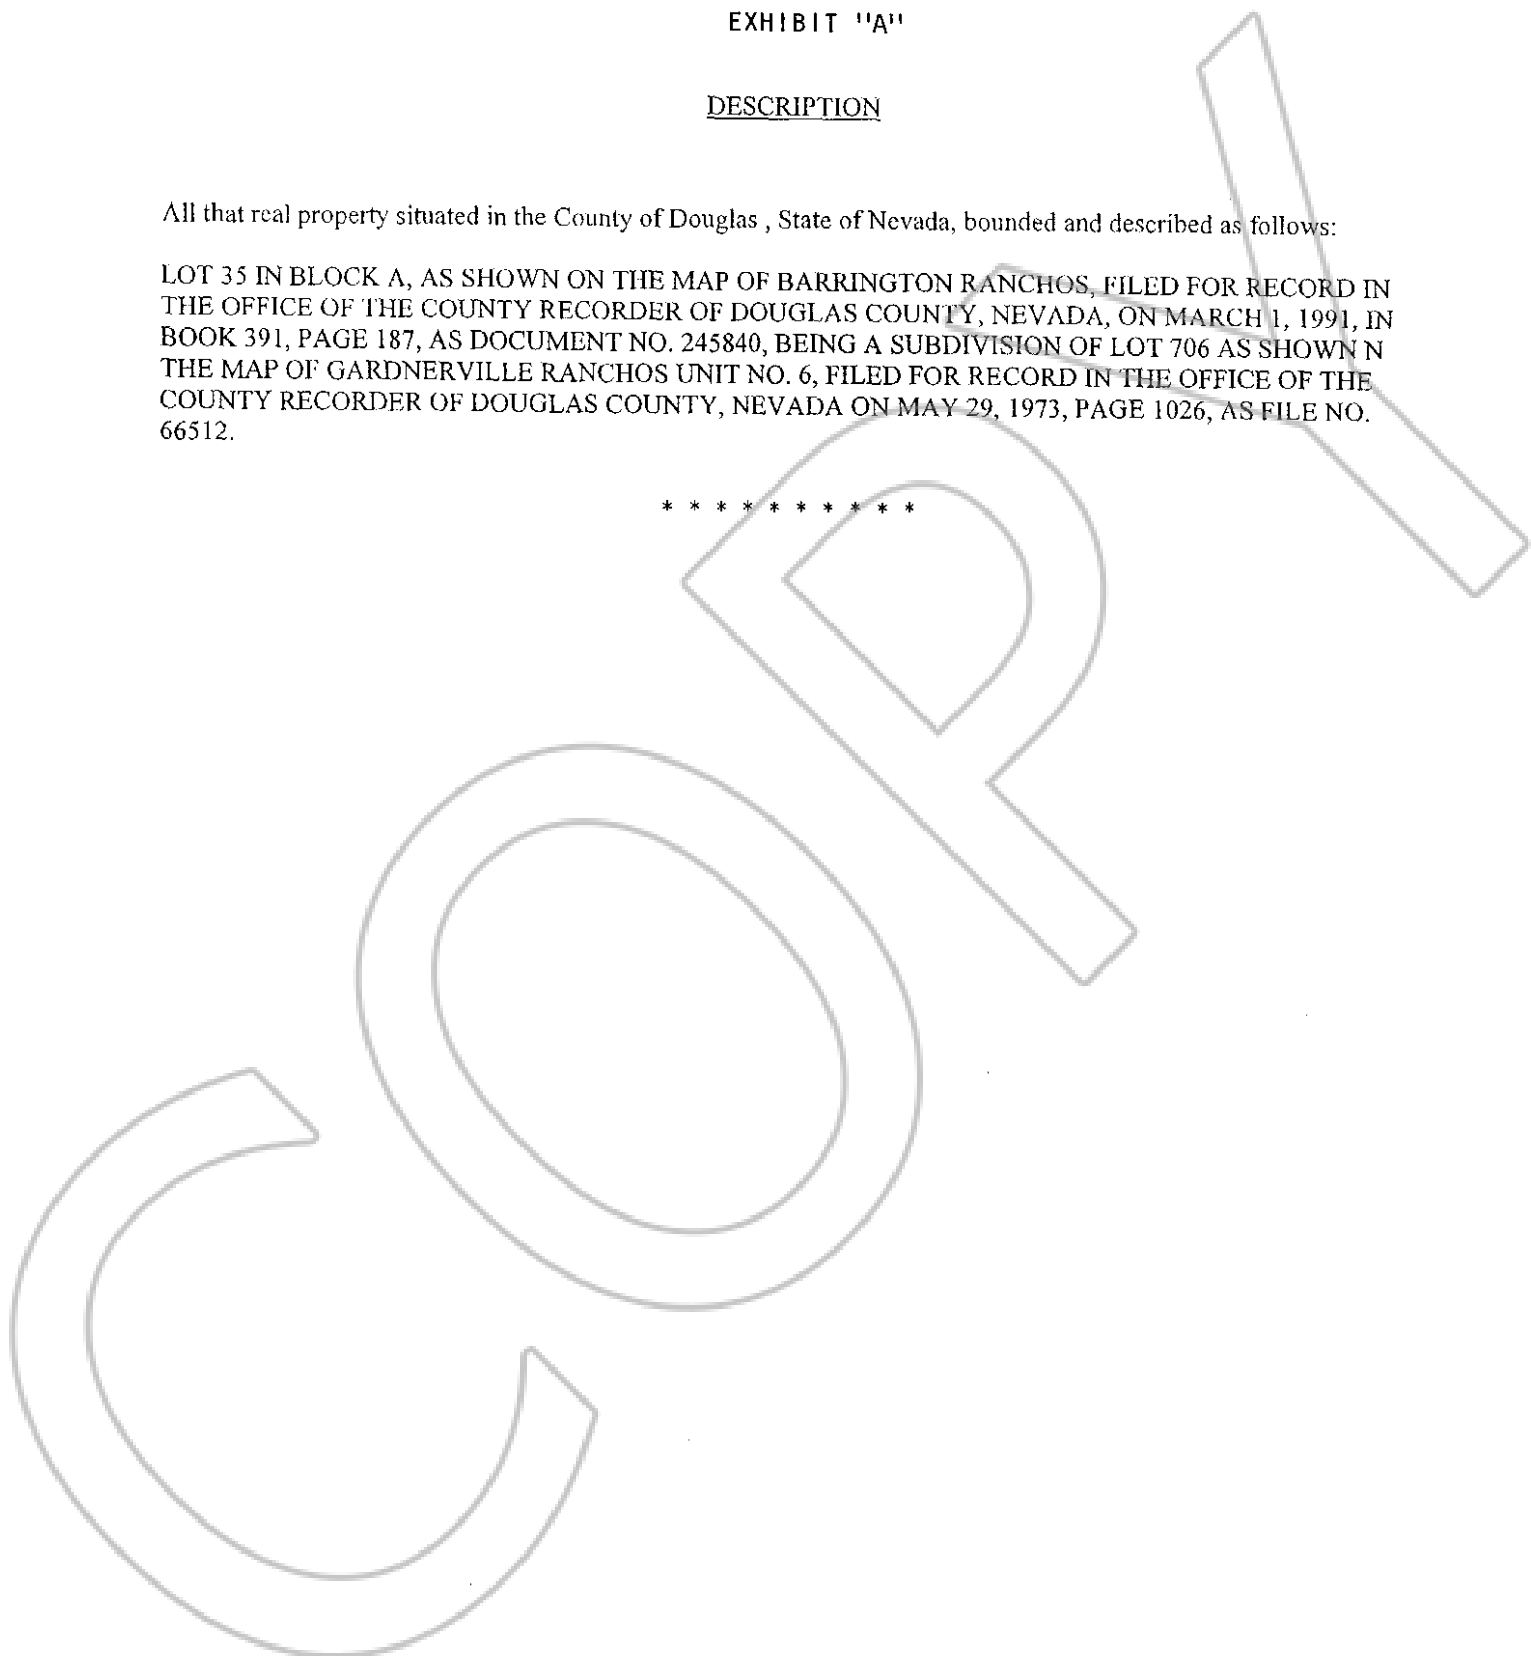 EXHIBIT "A"
DESCRIPTION
All that real property situated in the County of Douglas , State of Nevada, bounded and described as follows:
LOT 35 IN BLOCK A, AS SHOWN ON THE MAP OF BARRINGTON RANCHOS, FILED FOR RECORD IN
THE OFFICE OF THE COUNTY RECORDER OF DOUGLAS COUNTY, NEVADA, ON MARCH 1, 1991, IN
BOOK 391, PAGE 187, AS DOCUMENT NO. 245840, BEING A SUBDIVISION OF LOT 706 AS SHOWN N
THE MAP OF GARDNERVILLE RANCHOS UNIT NO. 6, FILED FOR RECORD IN THE OFFICE OF THE
COUNTY RECORDER OF DOUGLAS COUNTY, NEVADA ON MAY 29, 1973, PAGE 1026, AS FILE NO.
66512.
* * * * * * * * * *
COPY